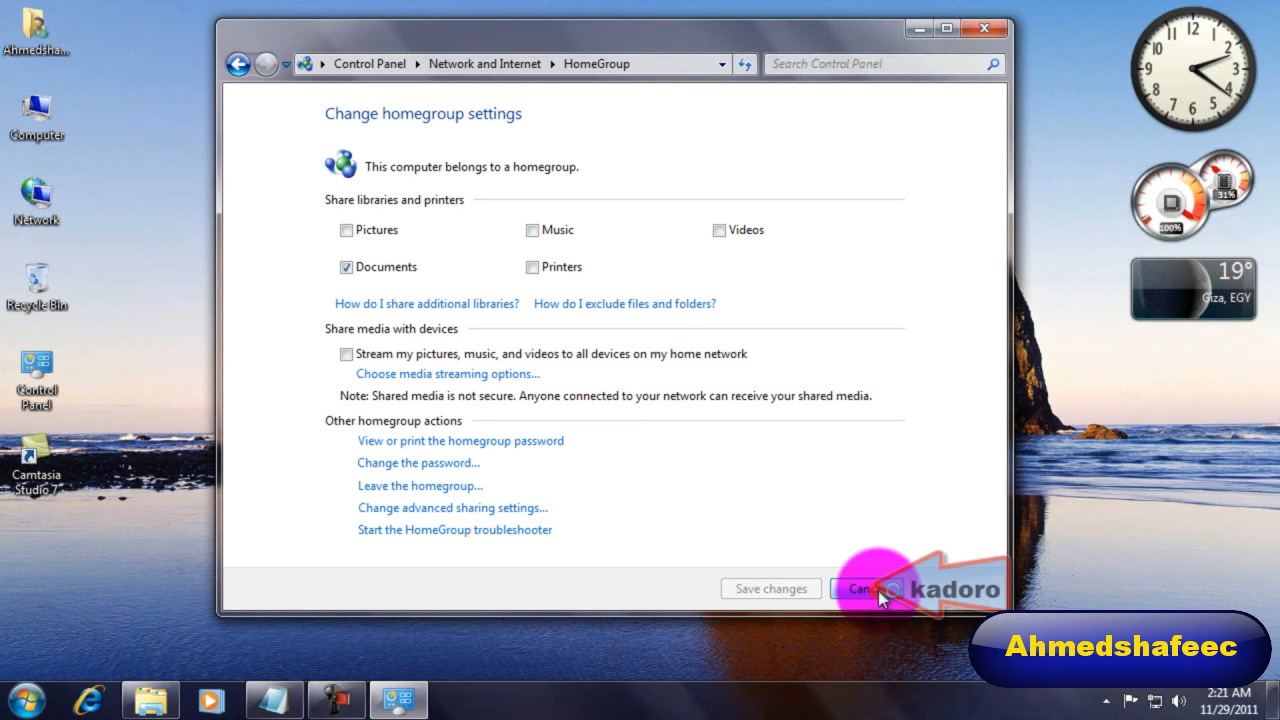 Ahmedsha...
Computer
Network
Recycle Bin
Control
Panel
Camtasia
Studio 7
Control Panel
Network and Internet
HomeGroup
Search Control Panel
Change homegroup settings
This computer belongs to a homegroup.
Share libraries and printers
Pictures
Music
Videos
Documents
Printers
How do I share additional libraries?
How do I exclude files and folders?
Share media with devices
Stream my pictures, music, and videos to all devices on my home network
Choose media streaming options...
Note: Shared media is not secure. Anyone connected to your network can receive your shared media.
Other homegroup actions
View or print the homegroup password
Change the password...
Leave the homegroup...
Change advanced sharing settings...
Start the HomeGroup troubleshooter
Save changes
Canc
kadoro
Ahmedshafeec
12
1
2
3
4
5
6
7
8
9
10
11
31%
100%
19°
Giza, EGY
2:21 AM
11/29/2011